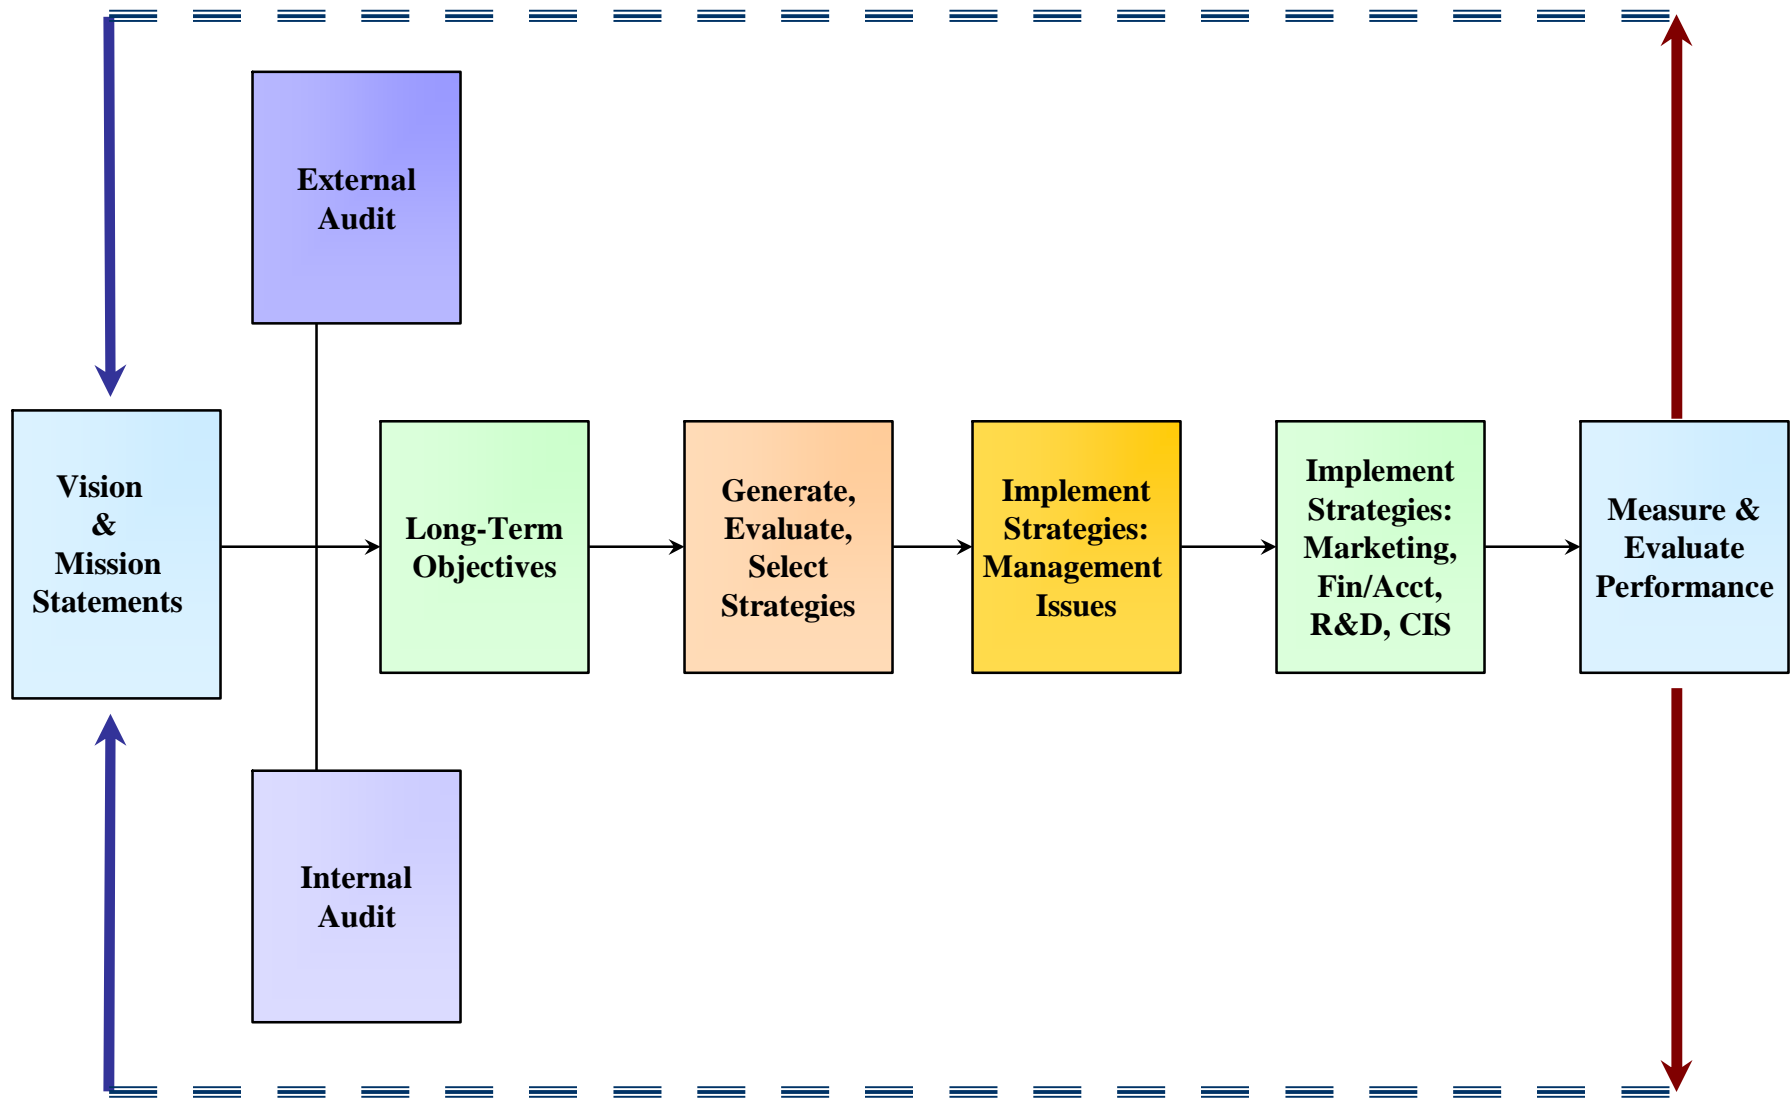 External
Audit
Vision
&
Mission
Statements
Long-Term
Objectives
Generate,
Evaluate,
Select
Strategies
Implement
Strategies:
Management
Issues
Implement
Strategies:
Marketing,
Fin/Acct,
R&D, CIS
Measure &
Evaluate
Performance
Internal
Audit